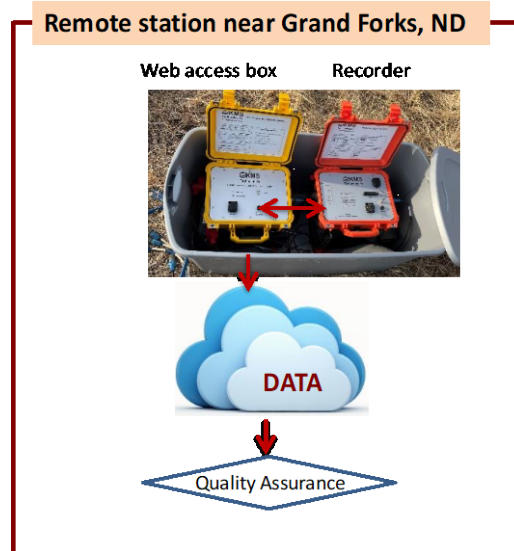 Remote station near Grand Forks, ND
Web access box
Recorder
KMS
KMS
DATA
Quality Assurance